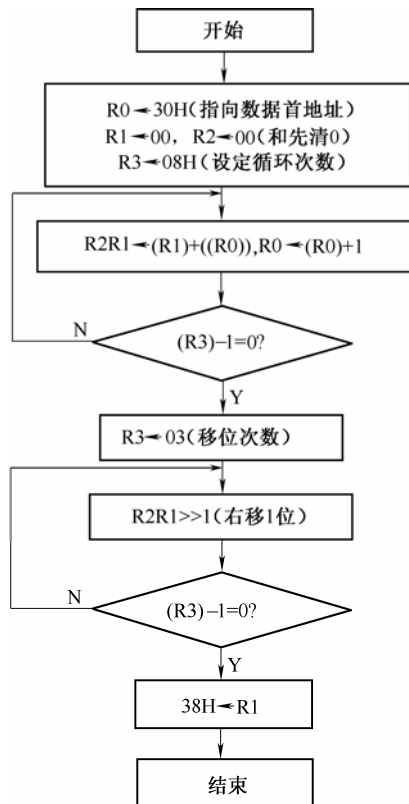 开始
R0←30H(指向数据首地址)
R1←00, R2←00(和先清0)
R3←08H(设定循环次数)
R2R1←(R1)+((R0)),R0←(R0)+1
N
(R3)−1=0?
Y
R3←03(移位次数)
R2R1>>1(右移1位)
N
(R3)−1=0?
Y
38H←R1
结束